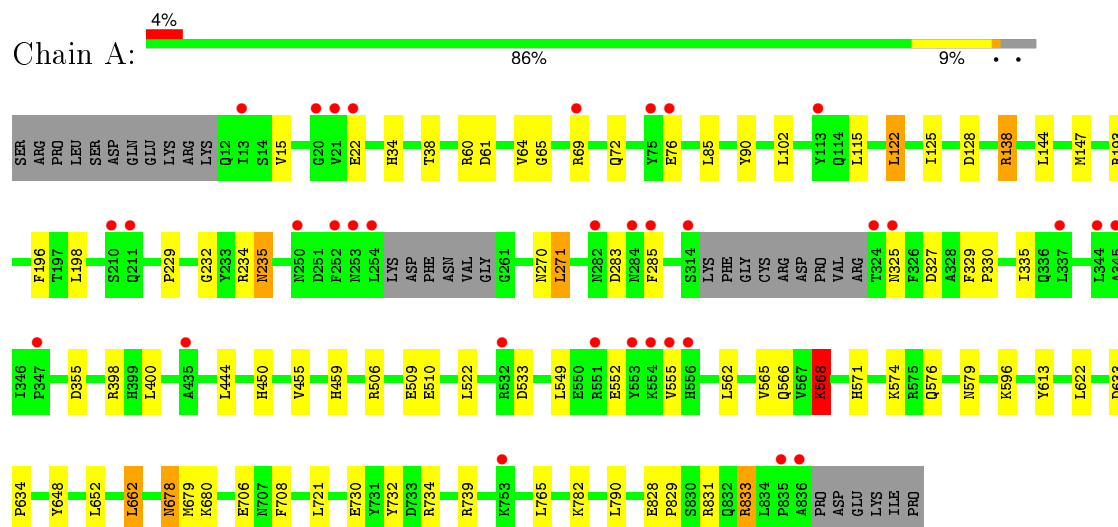 4%
Chain A:
86% 9% • •
SER ARG PRO LEU SER ASP GLN GLU LYS ARG LYS Q12 I13 S14 V15 G20 V21 E22 H34 T38 R60 D61 V64 G65 R69 Q72 Y75 E76 L85 Y90 L102 Y113 Q114 L115 L122 I125 D128 R138 L144 M147 R193
F196 T197 L198 S210 Q211 P229 G232 Y233 R234 N235 N250 D251 F252 N253 L254 LYS ASP PHE ASN VAL GLY G261 N270 L271 N282 D283 N284 F285 S314 LYS PHE GLY CYS ARG ASP PRO VAL ARG T324 N325 F326 D327 A328 F329 P330 I335 Q336 L337 L344 A345
I346 P347 D355 R398 H399 L400 A435 L444 H450 V455 H459 R506 E509 E510 L522 R532 D533 L549 E550 R551 E552 Y553 K554 V555 H556 L562 V565 Q566 V567 K568 H571 K574 R575 Q576 N579 K596 Y613 L622 D633
P634 Y648 L652 L662 N678 M679 K680 E706 N707 F708 L721 E730 Y731 Y732 D733 R734 R739 K753 L765 K782 L790 E828 P829 S830 R831 Q832 R833 L834 P835 A836 PRO ASP GLU LYS ILE PRO